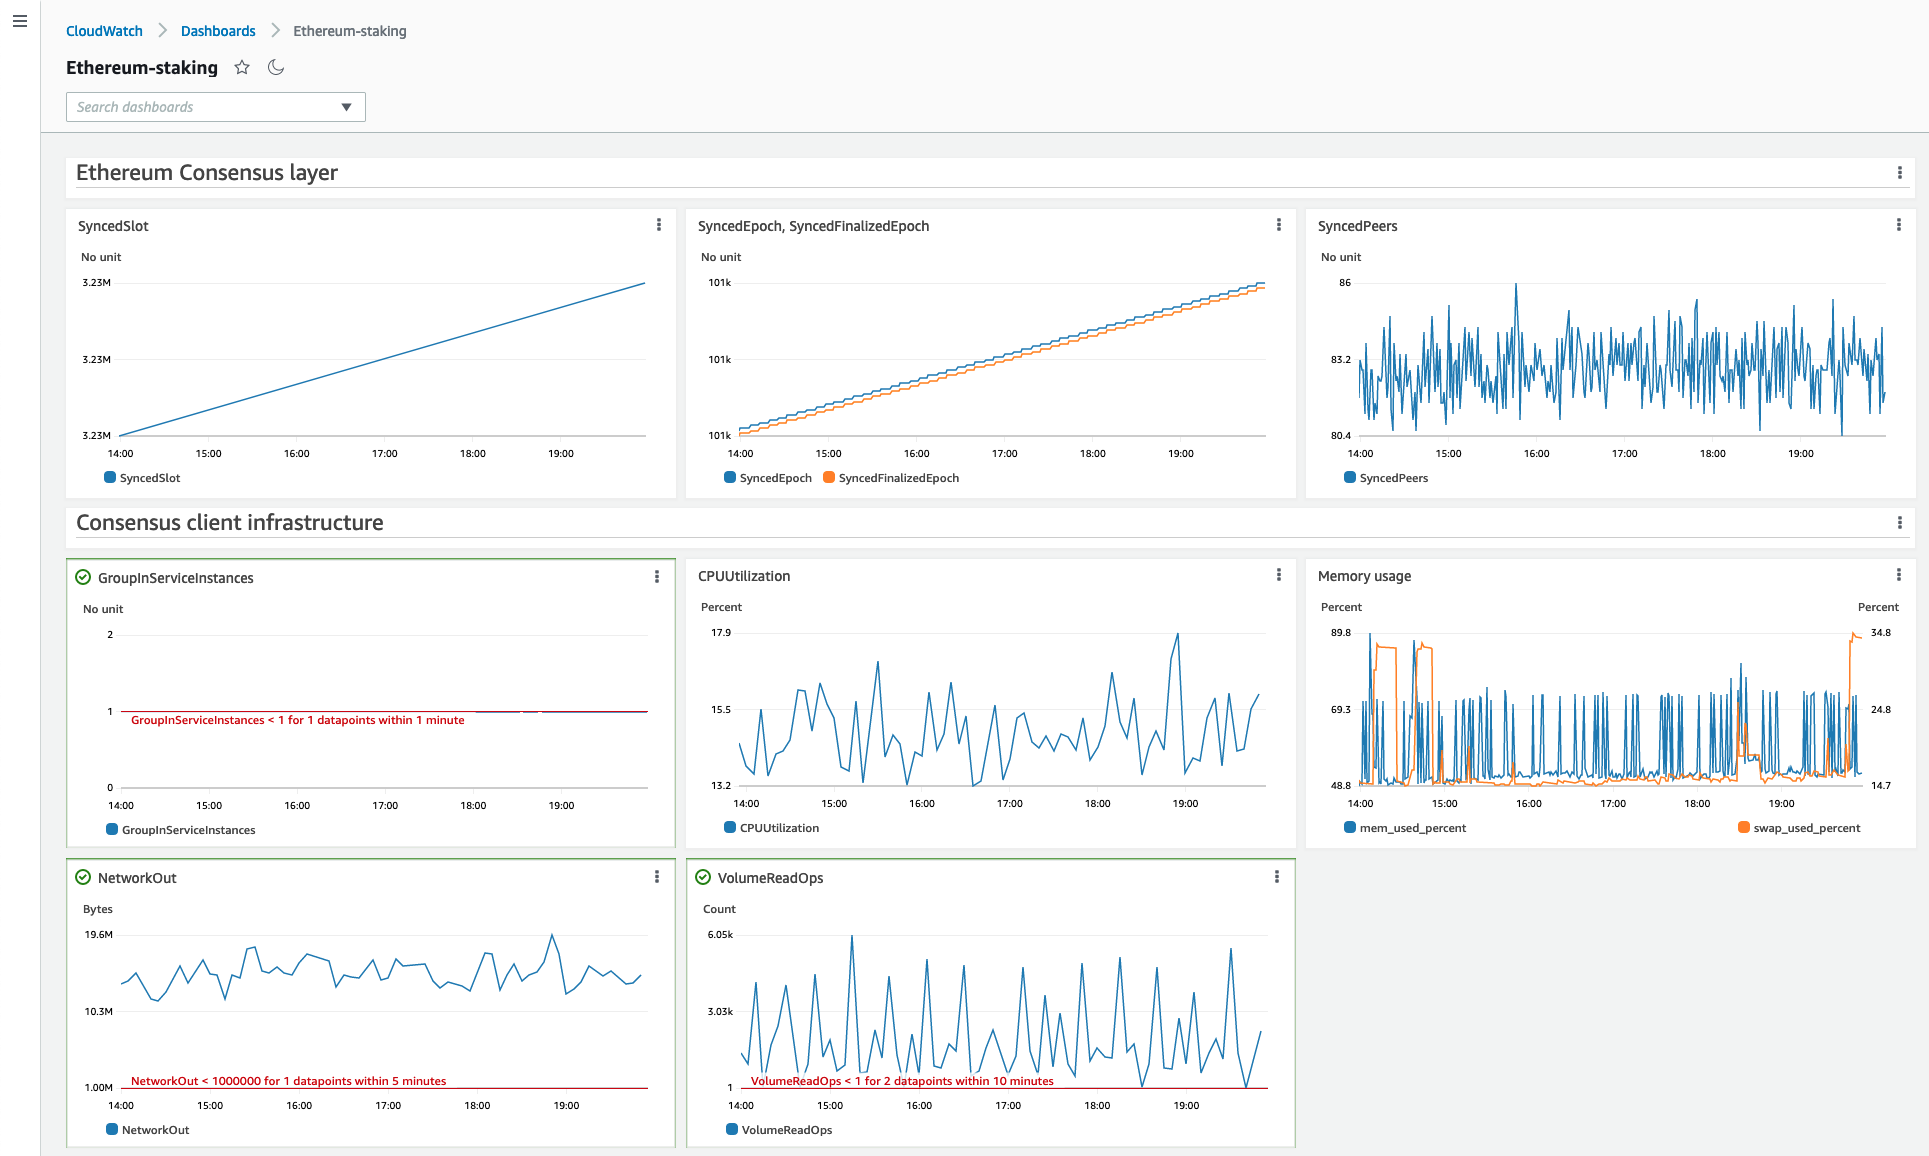 CloudWatch > Dashboards > Ethereum-staking
Ethereum-staking
Search dashboards
Ethereum Consensus layer
SyncedSlot
No unit
3.23M
3.23M
3.23M
14:00 15:00 16:00 17:00 18:00 19:00
SyncedSlot
SyncedEpoch, SyncedFinalizedEpoch
No unit
101k
101k
101k
14:00 15:00 16:00 17:00 18:00 19:00
SyncedEpoch SyncedFinalizedEpoch
SyncedPeers
No unit
86
83.2
80.4
14:00 15:00 16:00 17:00 18:00 19:00
SyncedPeers
Consensus client infrastructure
GroupInServiceInstances
No unit
2
1
GroupInServiceInstances < 1 for 1 datapoints within 1 minute
0
14:00 15:00 16:00 17:00 18:00 19:00
GroupInServiceInstances
CPUUtilization
Percent
17.9
15.5
13.2
14:00 15:00 16:00 17:00 18:00 19:00
CPUUtilization
Memory usage
Percent Percent
89.8 34.8
69.3 24.8
48.8 14.7
14:00 15:00 16:00 17:00 18:00 19:00
mem_used_percent swap_used_percent
NetworkOut
Bytes
19.6M
10.3M
NetworkOut < 1000000 for 1 datapoints within 5 minutes
1.00M
14:00 15:00 16:00 17:00 18:00 19:00
NetworkOut
VolumeReadOps
Count
6.05k
3.03k
VolumeReadOps < 1 for 2 datapoints within 10 minutes
1
14:00 15:00 16:00 17:00 18:00 19:00
VolumeReadOps